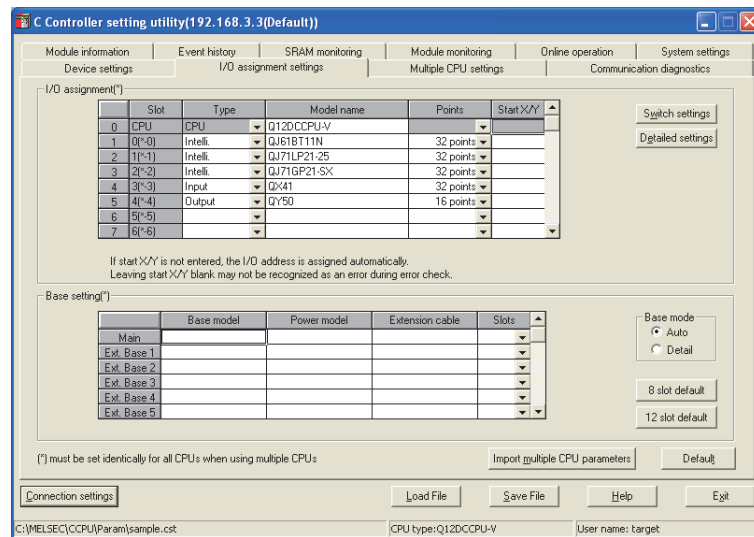 C Controller setting utility(192.168.3.3(Default))
Module information Event history SRAM monitoring Module monitoring Online operation System settings
Device settings I/O assignment settings Multiple CPU settings Communication diagnostics
I/O assignment(*)
Slot Type Model name Points Start X/Y
0 CPU CPU Q12DCCPU-V
1 0(*-0) Intelli. QJ61BT11N 32 points
2 1(*-1) Intelli. QJ71LP21-25 32 points
3 2(*-2) Intelli. QJ71GP21-SX 32 points
4 3(*-3) Input QX41 32 points
5 4(*-4) Output QY50 16 points
6 5(*-5)
7 6(*-6)
Switch settings
Detailed settings
If start X/Y is not entered, the I/O address is assigned automatically.
Leaving start X/Y blank may not be recognized as an error during error check.
Base setting(*)
Base model Power model Extension cable Slots
Main
Ext. Base 1
Ext. Base 2
Ext. Base 3
Ext. Base 4
Ext. Base 5
Base mode
Auto
Detail
8 slot default
12 slot default
(*) must be set identically for all CPUs when using multiple CPUs
Import multiple CPU parameters Default
Connection settings Load File Save File Help Exit
C:\MELSEC\CCPU\Param\sample.cst CPU type:Q12DCCPU-V User name: target